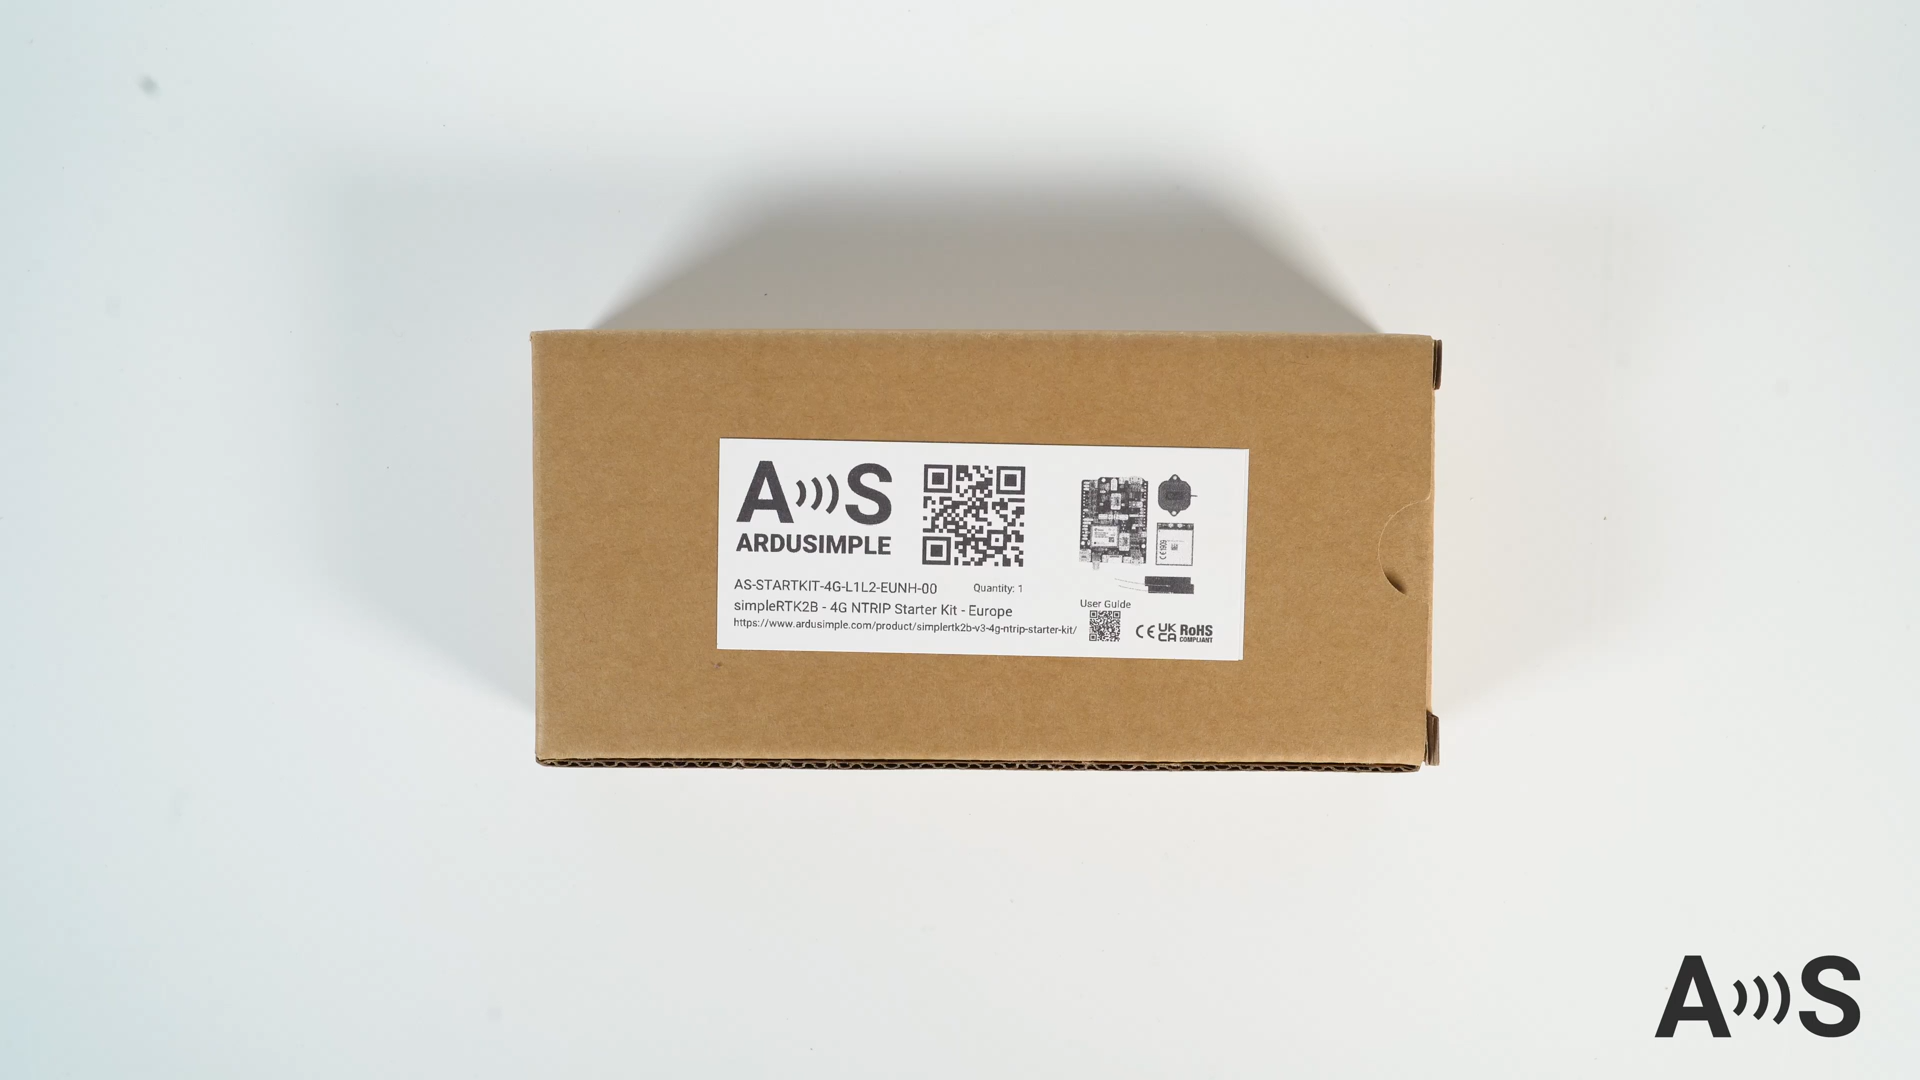 A S
ARDUSIMPLE
AS-STARTKIT-4G-L1L2-EUNH-00 Quantity: 1
simpleRTK2B - 4G NTRIP Starter Kit - Europe
https://www.ardusimple.com/product/simplertk2b-v3-4g-ntrip-starter-kit/
User Guide
CE UK CA RoHS
COMPLIANT
CE1909
A S